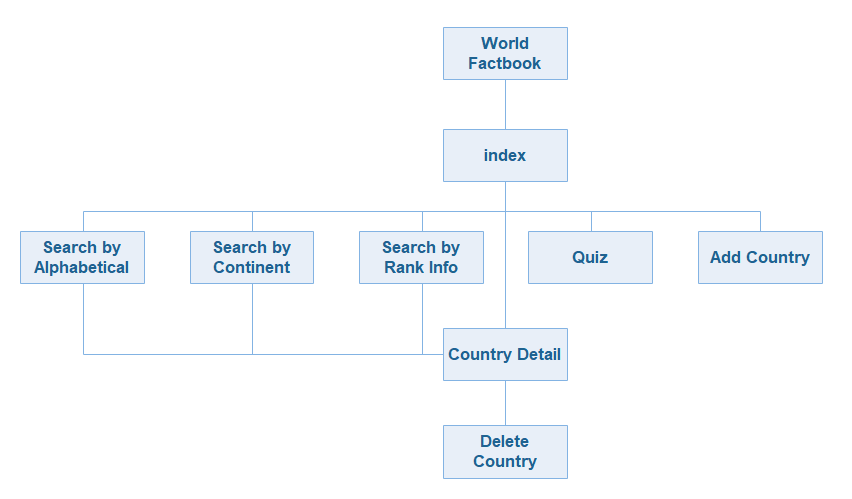 World
Factbook
index
Search by
Alphabetical
Search by
Continent
Search by
Rank Info
Quiz
Add Country
Country Detail
Delete
Country